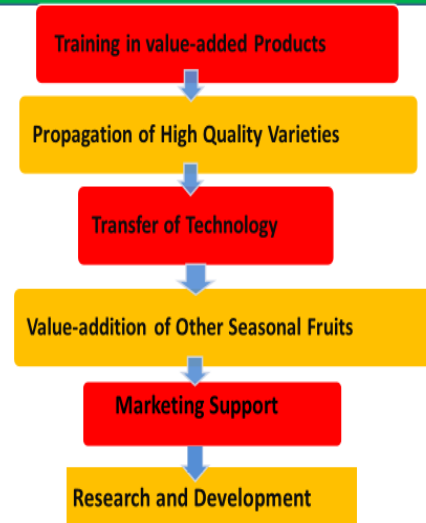 Training in value-added Products
Propagation of High Quality Varieties
Transfer of Technology
Value-addition of Other Seasonal Fruits
Marketing Support
Research and Development